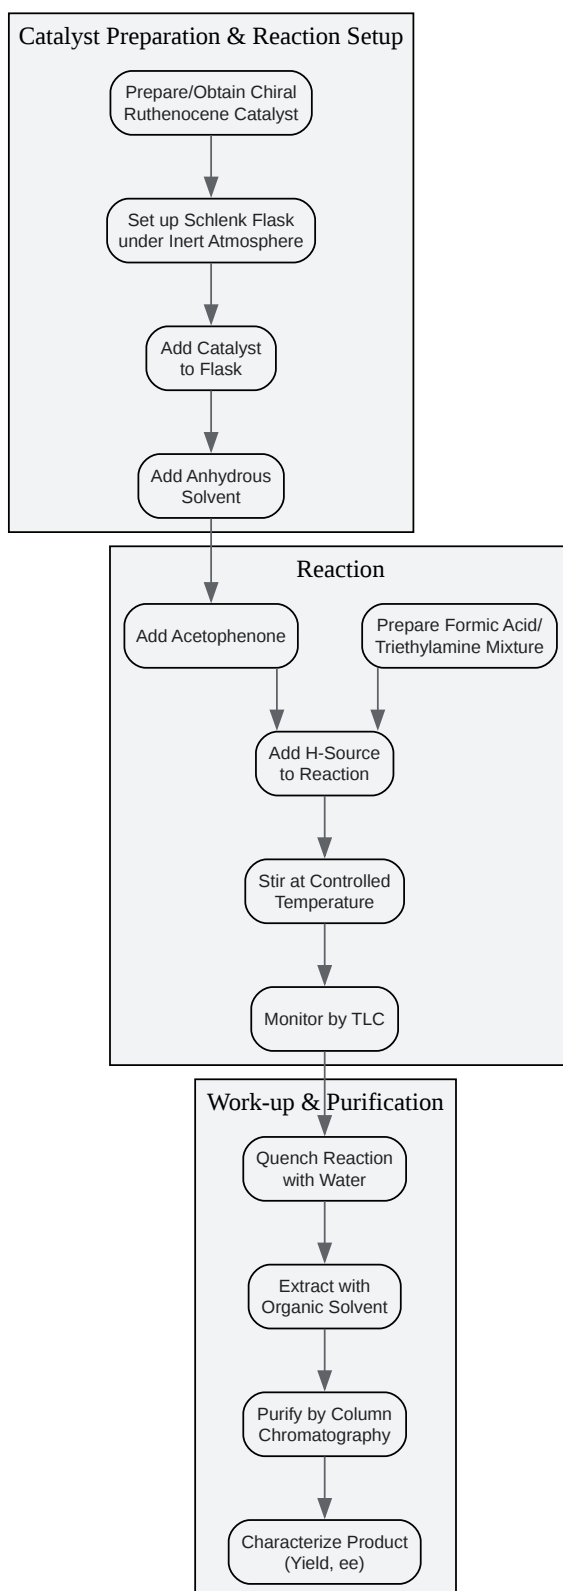 Catalyst Preparation & Reaction Setup
Prepare/Obtain Chiral
Ruthenocene Catalyst
Set up Schlenk Flask
under Inert Atmosphere
Add Catalyst
to Flask
Add Anhydrous
Solvent
Reaction
Add Acetophenone
Prepare Formic Acid/
Triethylamine Mixture
Add H-Source
to Reaction
Stir at Controlled
Temperature
Monitor by TLC
Work-up & Purification
Quench Reaction
with Water
Extract with
Organic Solvent
Purify by Column
Chromatography
Characterize Product
(Yield, ee)